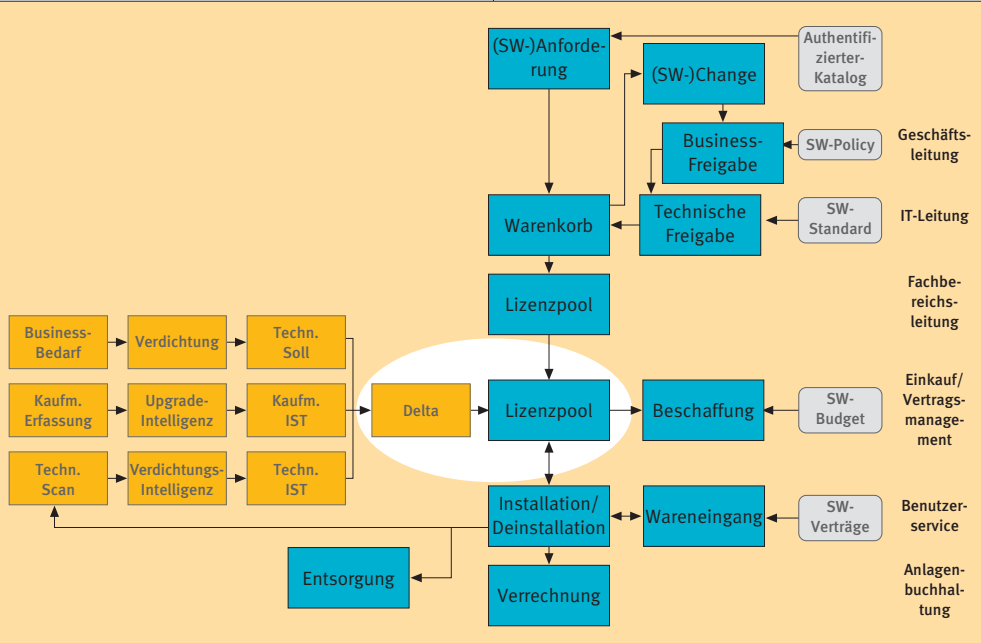 (SW-)Anforde-
rung
Authentifi-
zierter-
Katalog
(SW-)Change
Business-
Freigabe
SW-Policy
Geschäfts-
leitung
Warenkorb
Technische
Freigabe
SW-
Standard
IT-Leitung
Lizenzpool
Fachbe-
reichs-
leitung
Business-
Bedarf
Verdichtung
Techn.
Soll
Kaufm.
Erfassung
Upgrade-
Intelligenz
Kaufm.
IST
Delta
Lizenzpool
Beschaffung
SW-
Budget
Einkauf/
Vertrags-
manage-
ment
Techn.
Scan
Verdichtungs-
Intelligenz
Techn.
IST
Installation/
Deinstallation
Wareneingang
SW-
Verträge
Benutzer-
service
Entsorgung
Verrechnung
Anlagen-
buchhal-
tung